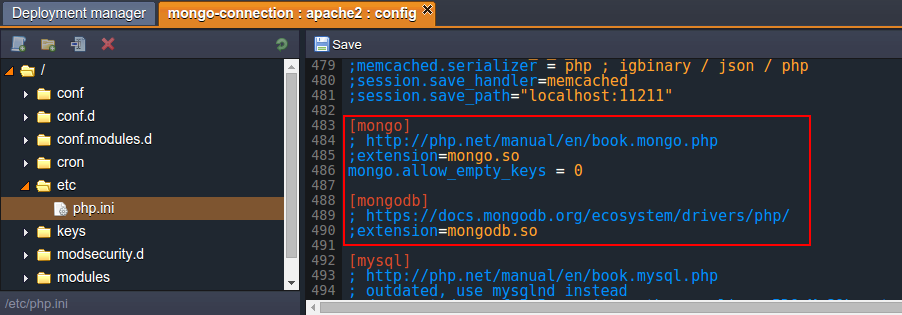 Deployment manager
mongo-connection : apache2 : config
Save
/
conf
conf.d
conf.modules.d
cron
etc
php.ini
keys
modsecurity.d
modules
/etc/php.ini
479 ;memcached.serializer = php ; igbinary / json / php
480 ;session.save_handler=memcached
481 ;session.save_path="localhost:11211"
482
483 [mongo]
484 ; http://php.net/manual/en/book.mongo.php
485 ;extension=mongo.so
486 mongo.allow_empty_keys = 0
487
488 [mongodb]
489 ; https://docs.mongodb.org/ecosystem/drivers/php/
490 ;extension=mongodb.so
491
492 [mysql]
493 ; http://php.net/manual/en/book.mysql.php
494 ; outdated, use mysqlnd instead